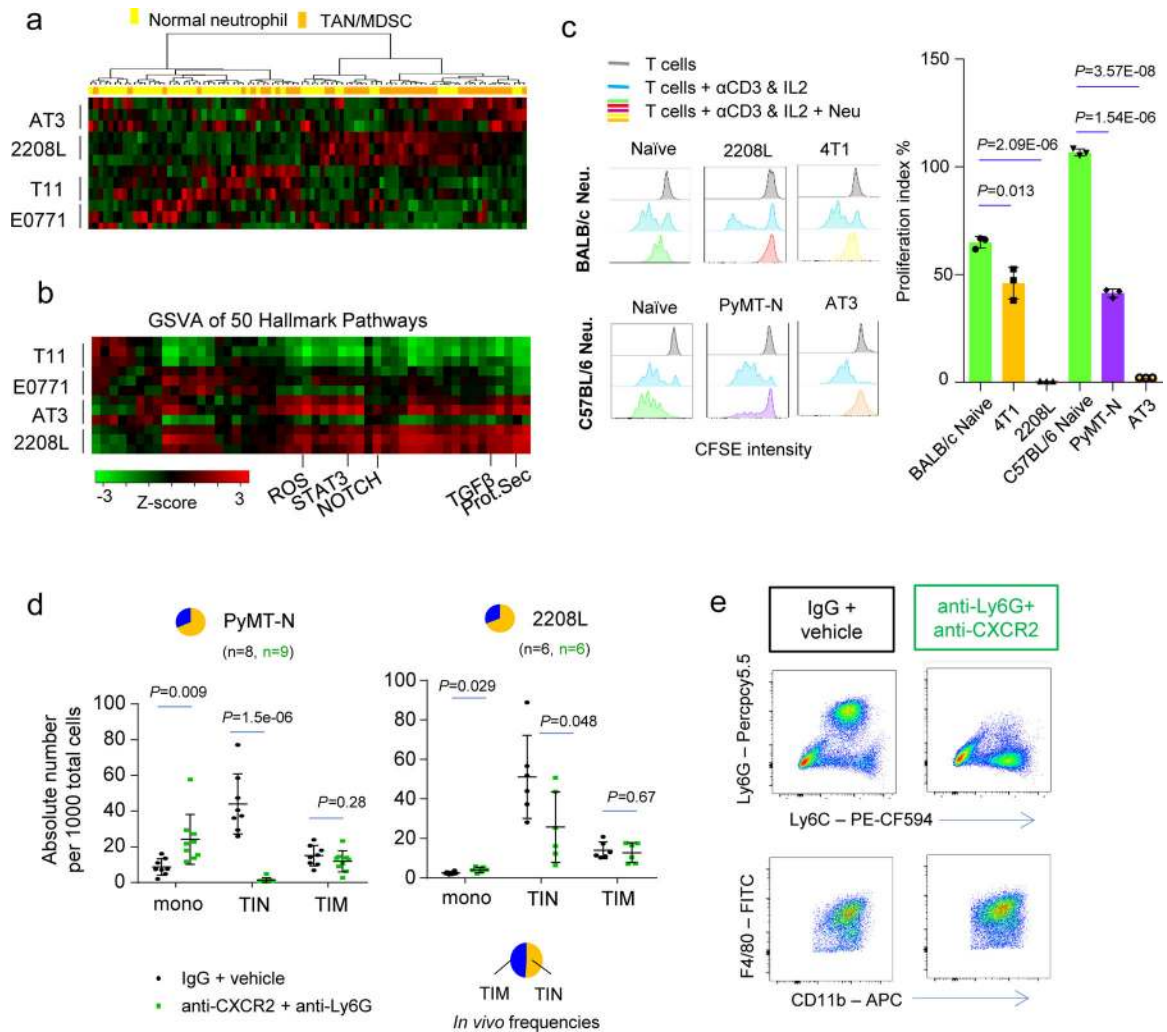 a
Normal neutrophil
TAN/MDSC
AT3
2208L
T11
E0771
b
GSVA of 50 Hallmark Pathways
T11
E0771
AT3
2208L
-3
3
Z-score
ROS
STAT3
NOTCH
TGFβ
Prot.Sec
c
T cells
T cells + αCD3 & IL2
T cells + αCD3 & IL2 + Neu
Naïve
2208L
4T1
BALB/c Neu.
Naïve
PyMT-N
AT3
C57BL/6 Neu.
CFSE intensity
Proliferation index %
150
100
50
0
P=3.57E-08
P=1.54E-06
P=2.09E-06
P=0.013
BALB/c Naive
4T1
2208L
C57BL/6 Naive
PyMT-N
AT3
d
PyMT-N
(n=8, n=9)
Absolute number
per 1000 total cells
100
80
60
40
20
0
P=0.009
P=1.5e-06
P=0.28
mono
TIN
TIM
2208L
(n=6, n=6)
100
80
60
40
20
0
P=0.029
P=0.048
P=0.67
mono
TIN
TIM
IgG + vehicle
anti-CXCR2 + anti-Ly6G
TIM
TIN
In vivo frequencies
e
IgG +
vehicle
anti-Ly6G+
anti-CXCR2
Ly6G – Percpcy5.5
Ly6C – PE-CF594
F4/80 – FITC
CD11b – APC